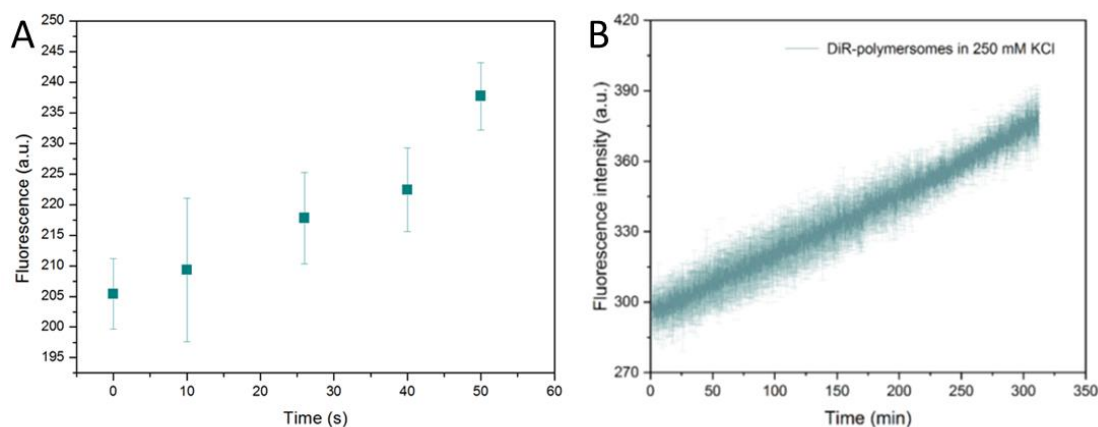 A
250
245
240
235
230
225
220
215
210
205
200
195
Fluorescence (a.u.)
0 10 20 30 40 50 60
Time (s)
B
DiR-polymersomes in 250 mM KCl
420
390
360
330
300
270
Fluorescence intensity (a.u.)
0 50 100 150 200 250 300 350
Time (min)